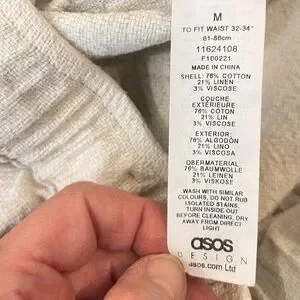 M
TO FIT WAIST 32-34"
81-86cm
11624108
F100221
MADE IN CHINA
SHELL: 76% COTTON
21% LINEN
3% VISCOSE
COUCHE
EXTÉRIEURE:
76% COTON
21% LIN
3% VISCOSE
EXTERIOR:
76% ALGODÓN
21% LINO
3% VISCOSA
OBERMATERIAL:
76% BAUMWOLLE
21% LEINEN
3% VISKOSE
WASH WITH SIMILAR
COLOURS, DO NOT RUB
ISOLATED STAINS,
TURN INSIDE OUT
BEFORE CLEANING, DRY
AWAY FROM DIRECT
LIGHT
asos
DESIGN
asos.com Ltd